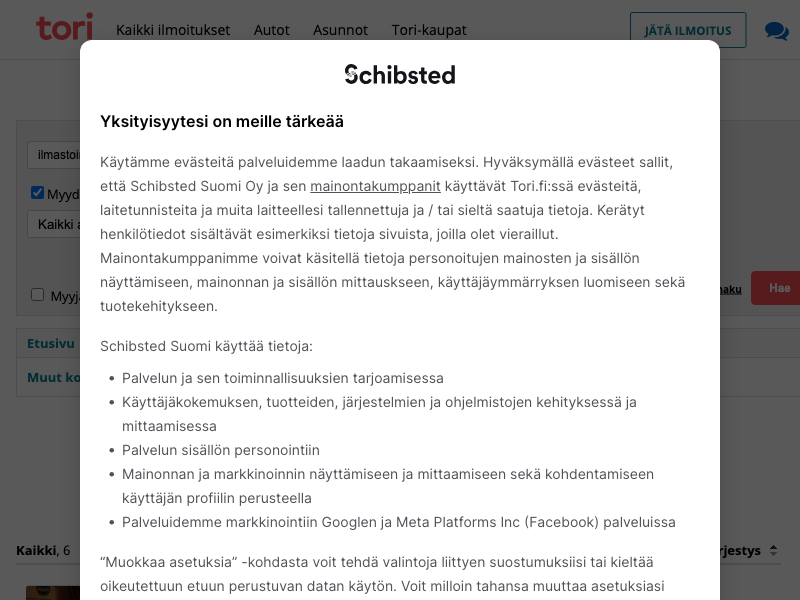 tori Kaikki ilmoitukset Autot Asunnot Tori-kaupat JÄTÄ ILMOITUS
Schibsted
Yksityisyytesi on meille tärkeää
Käytämme evästeitä palveluidemme laadun takaamiseksi. Hyväksymällä evästeet sallit,
että Schibsted Suomi Oy ja sen mainontakumppanit käyttävät Tori.fi:ssä evästeitä,
laitetunnisteita ja muita laitteellesi tallennettuja ja / tai sieltä saatuja tietoja. Kerätyt
henkilötiedot sisältävät esimerkiksi tietoja sivuista, joilla olet vieraillut.
Mainontakumppanimme voivat käsitellä tietoja personoitujen mainosten ja sisällön
näyttämiseen, mainonnan ja sisällön mittaukseen, käyttäjäymmärryksen luomiseen sekä
tuotekehitykseen.
Schibsted Suomi käyttää tietoja:
• Palvelun ja sen toiminnallisuuksien tarjoamisessa
• Käyttäjäkokemuksen, tuotteiden, järjestelmien ja ohjelmistojen kehityksessä ja
mittaamisessa
• Palvelun sisällön personointiin
• Mainonnan ja markkinoinnin näyttämiseen ja mittaamiseen sekä kohdentamiseen
käyttäjän profiilin perusteella
• Palveluidemme markkinointiin Googlen ja Meta Platforms Inc (Facebook) palveluissa
“Muokkaa asetuksia” -kohdasta voit tehdä valintoja liittyen suostumuksiisi tai kieltää
oikeutettuun etuun perustuvan datan käytön. Voit milloin tahansa muuttaa asetuksiasi
ilmastoi
Myyd
Kaikki a
Myyjä
haku Hae
Etusivu
Muut ko
Kaikki, 6
rjestys